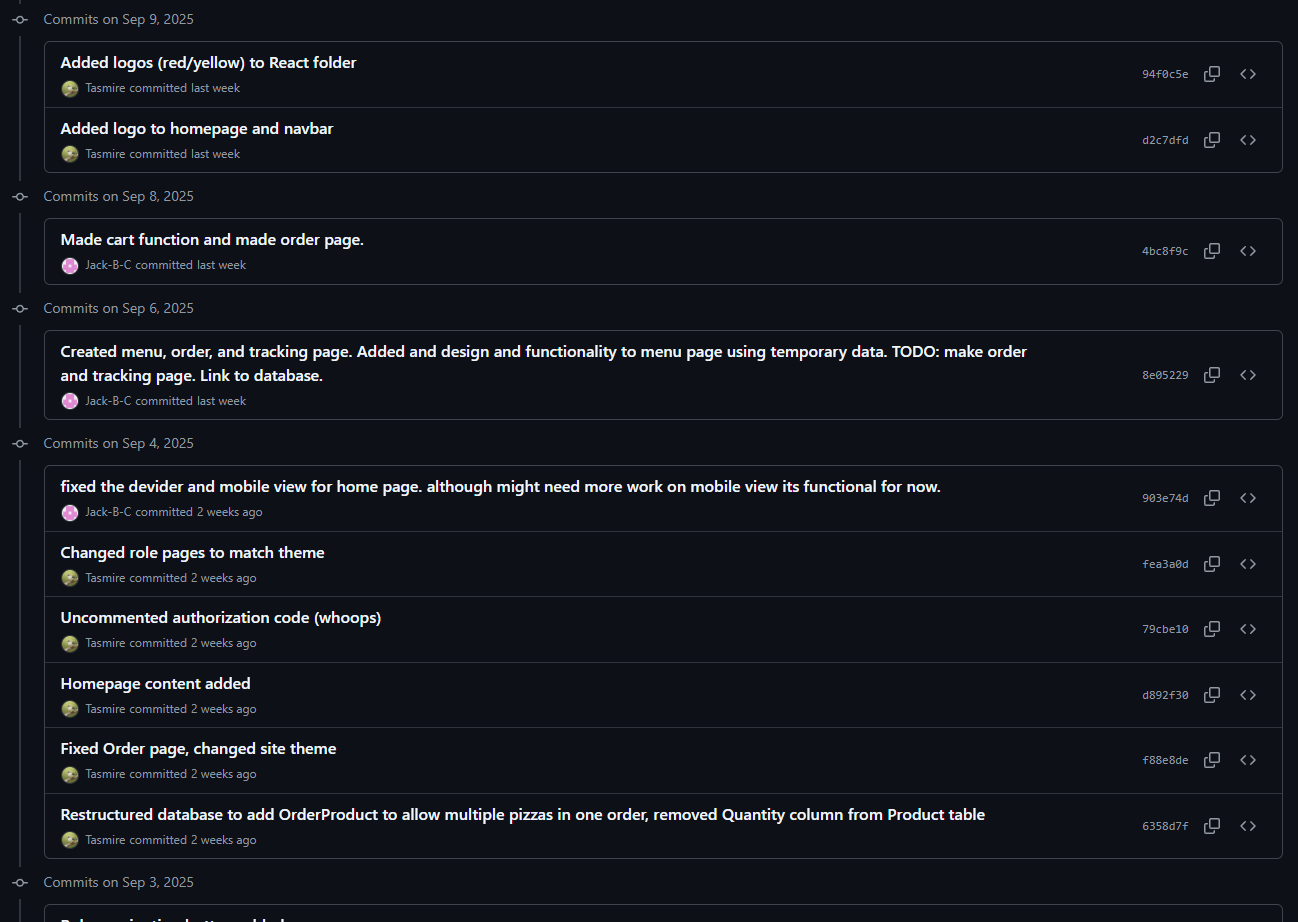 Commits on Sep 9, 2025
Added logos (red/yellow) to React folder
Tasmire committed last week
94f0c5e
Added logo to homepage and navbar
Tasmire committed last week
d2c7dfd
Commits on Sep 8, 2025
Made cart function and made order page.
Jack-B-C committed last week
4bc8f9c
Commits on Sep 6, 2025
Created menu, order, and tracking page. Added and design and functionality to menu page using temporary data. TODO: make order
and tracking page. Link to database.
Jack-B-C committed last week
8e05229
Commits on Sep 4, 2025
fixed the devider and mobile view for home page. although might need more work on mobile view its functional for now.
Jack-B-C committed 2 weeks ago
903e74d
Changed role pages to match theme
Tasmire committed 2 weeks ago
fea3a0d
Uncommented authorization code (whoops)
Tasmire committed 2 weeks ago
79cbe10
Homepage content added
Tasmire committed 2 weeks ago
d892f30
Fixed Order page, changed site theme
Tasmire committed 2 weeks ago
f88e8de
Restructured database to add OrderProduct to allow multiple pizzas in one order, removed Quantity column from Product table
Tasmire committed 2 weeks ago
6358d7f
Commits on Sep 3, 2025